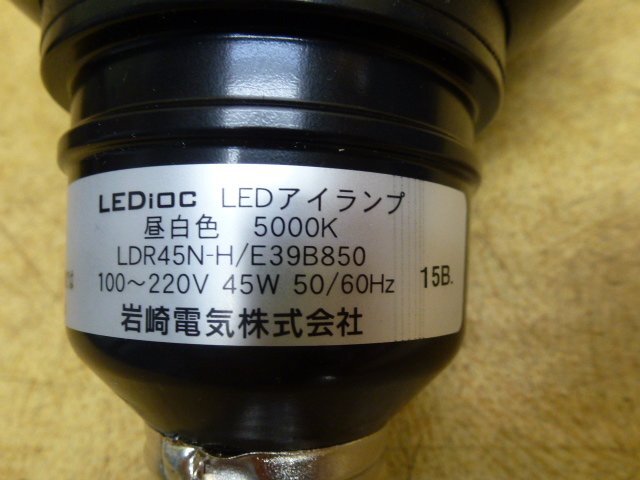 LEDiOC LEDアイランプ
昼白色 5000K
LDR45N-H/E39B850
100～220V 45W 50/60Hz
15B.
岩崎電気株式会社